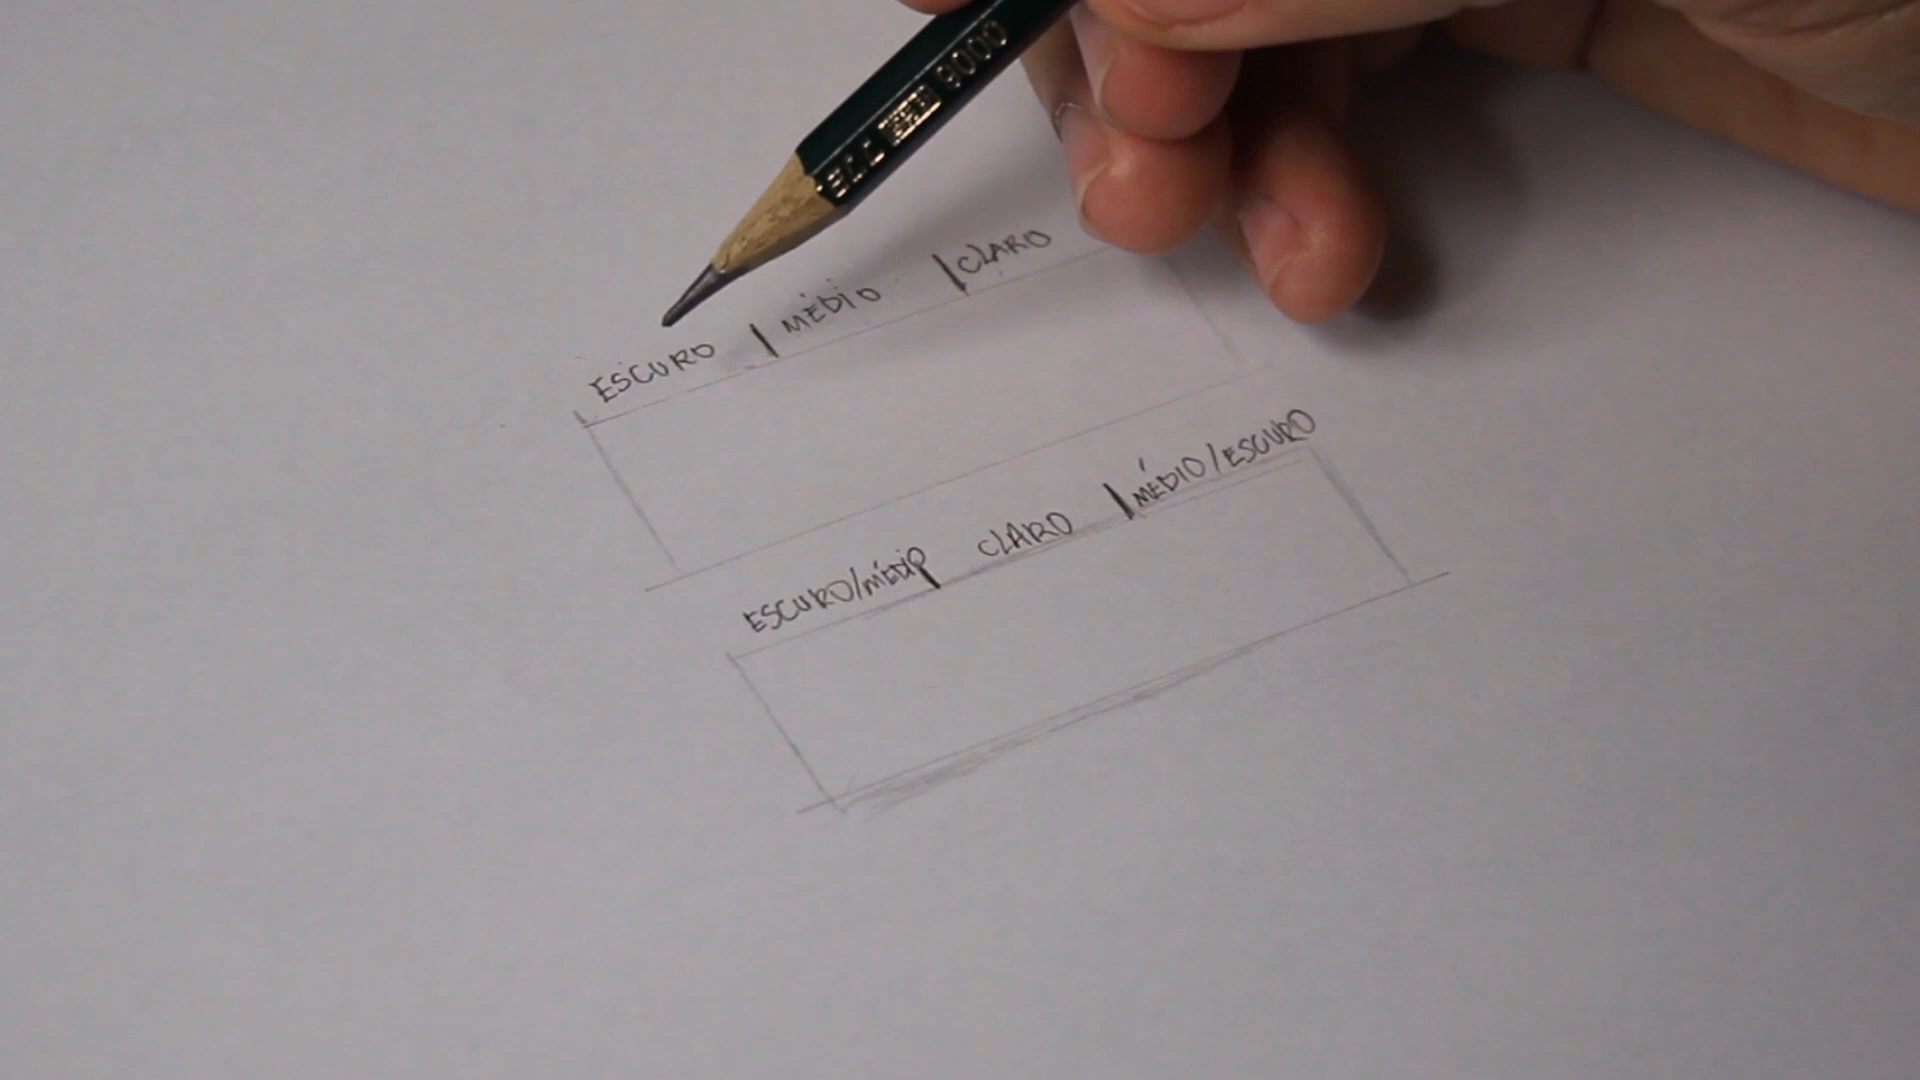 9000
ESCURO | MÉDIO | CLARO
ESCURO/MÉDIO CLARO | MÉDIO/ESCURO